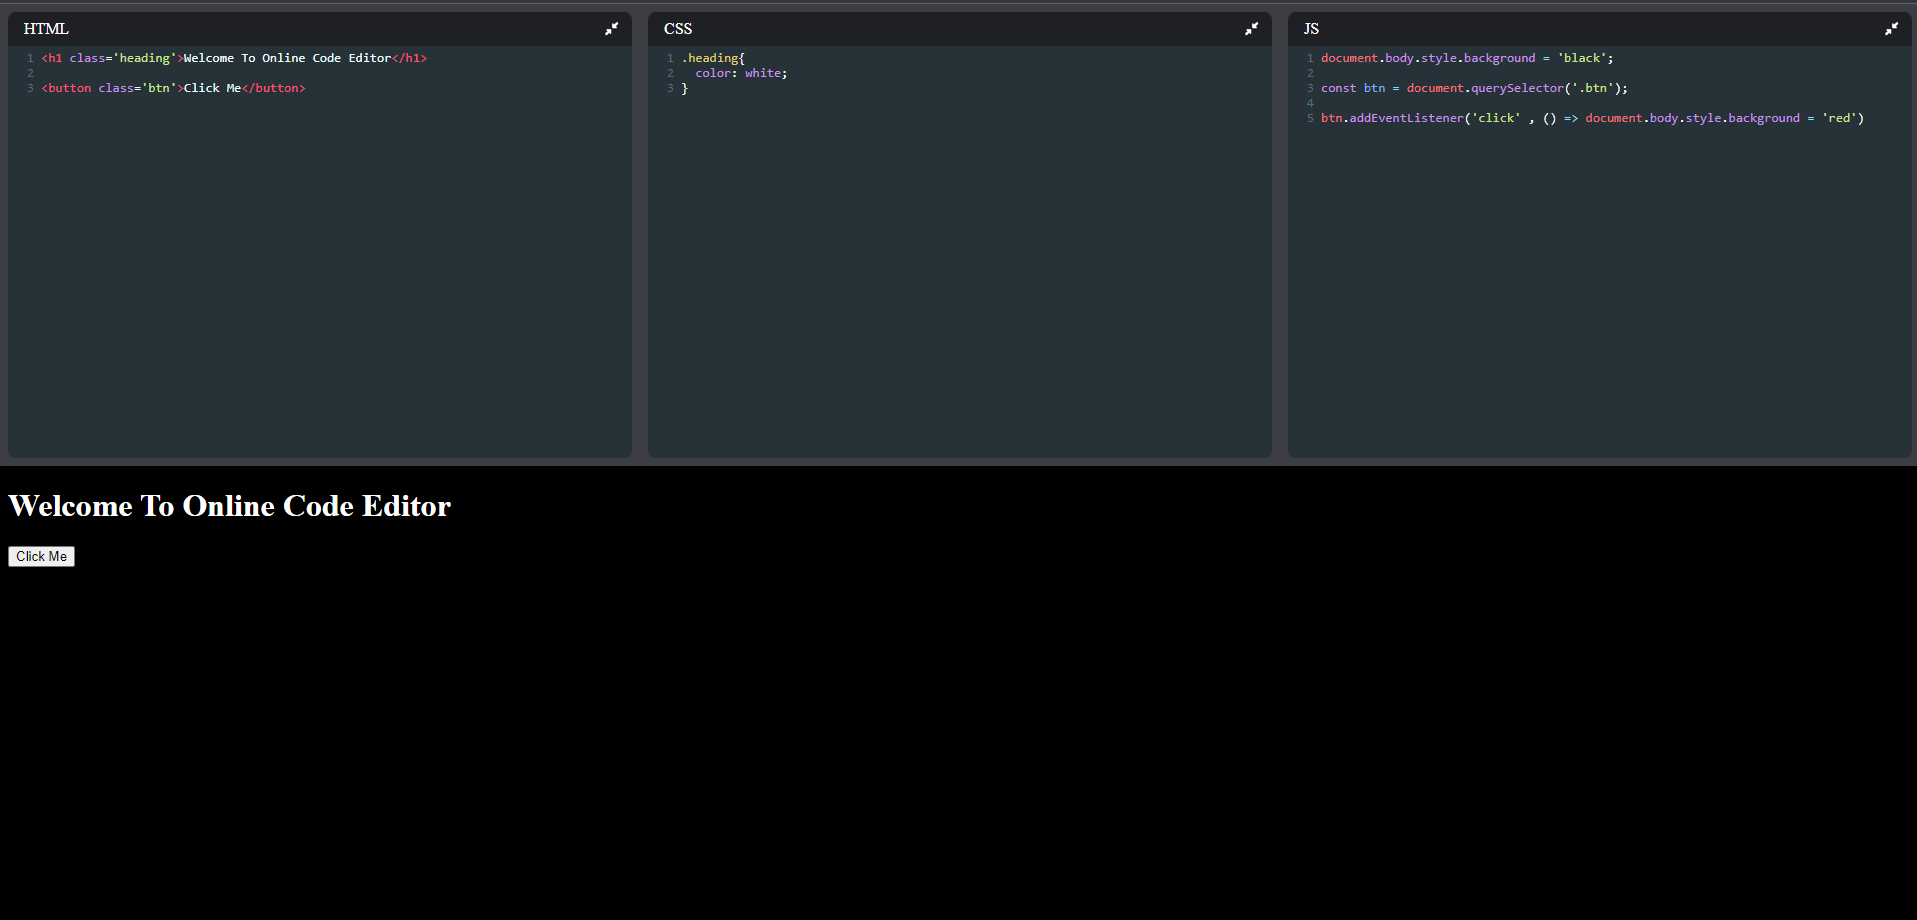 HTML
1 <h1 class='heading'>Welcome To Online Code Editor</h1>
2
3 <button class='btn'>Click Me</button>
CSS
1 .heading{
2   color: white;
3 }
JS
1 document.body.style.background = 'black';
2
3 const btn = document.querySelector('.btn');
4
5 btn.addEventListener('click' , () => document.body.style.background = 'red')
Welcome To Online Code Editor
Click Me